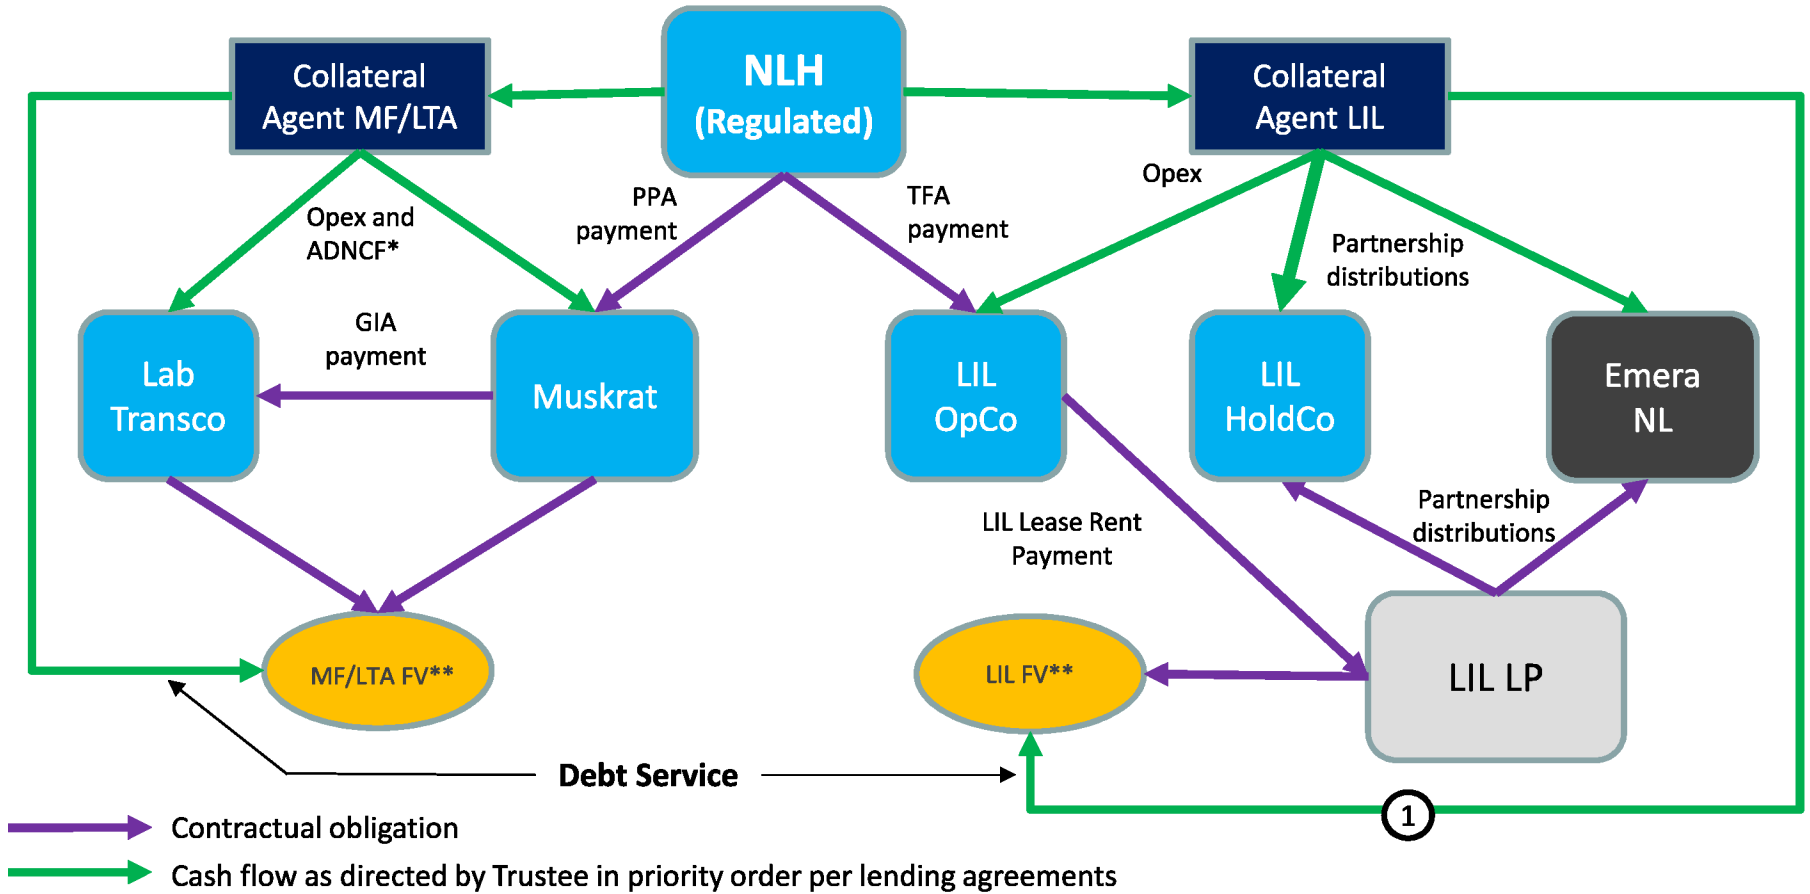 Collateral
Agent MF/LTA
NLH
(Regulated)
Collateral
Agent LIL
Opex and
ADNCF*
PPA
payment
TFA
payment
Opex
Partnership
distributions
GIA
payment
Lab
Transco
Muskrat
LIL
OpCo
LIL
HoldCo
Emera
NL
LIL Lease Rent
Payment
Partnership
distributions
MF/LTA FV**
LIL FV**
LIL LP
Debt Service
1
Contractual obligation
Cash flow as directed by Trustee in priority order per lending agreements